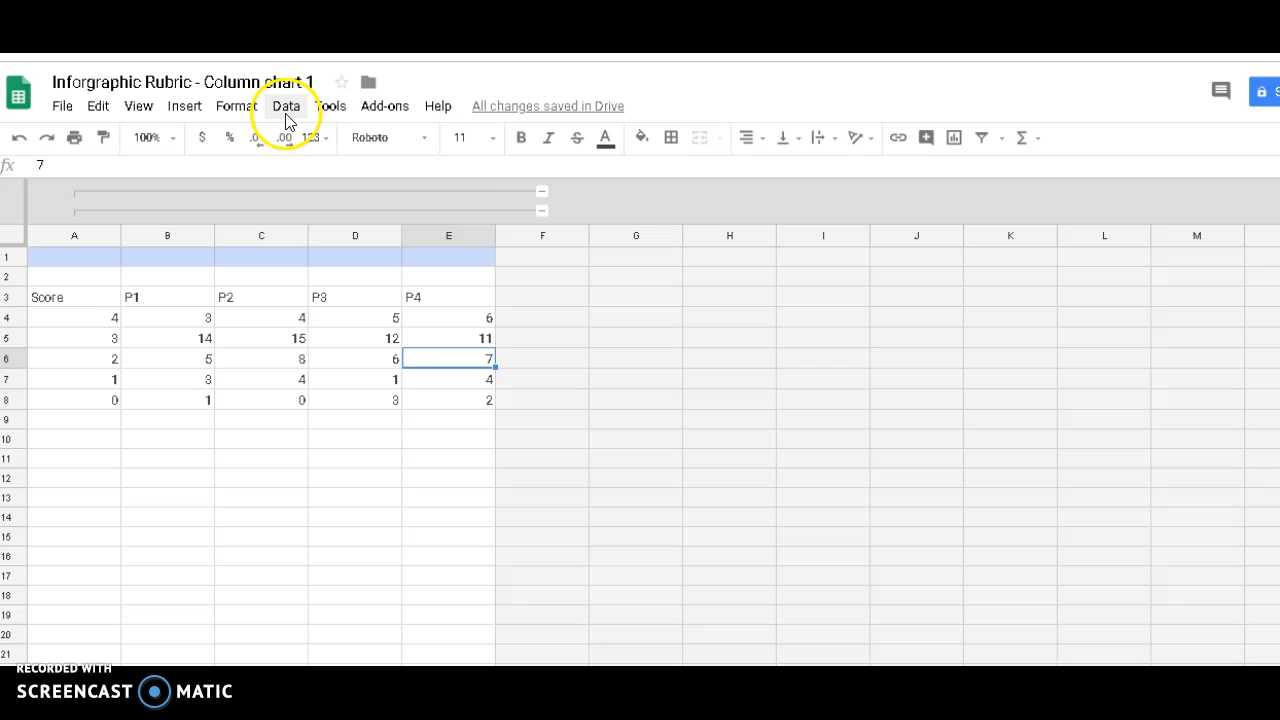 Inforgraphic Rubric - Column chart 1
File Edit View Insert Format Data Tools Add-ons Help All changes saved in Drive
100% $ % .0 .00 123 Roboto 11 B I S A
fx 7
A B C D E F G H I J K L M
1
2
3 Score P1 P2 P3 P4
4 4 3 4 5 6
5 3 14 15 12 11
6 2 5 8 6 7
7 1 3 4 1 4
8 0 1 0 3 2
9
10
11
12
13
14
15
16
17
18
19
20
21
RECORDED WITH
SCREENCAST MATIC